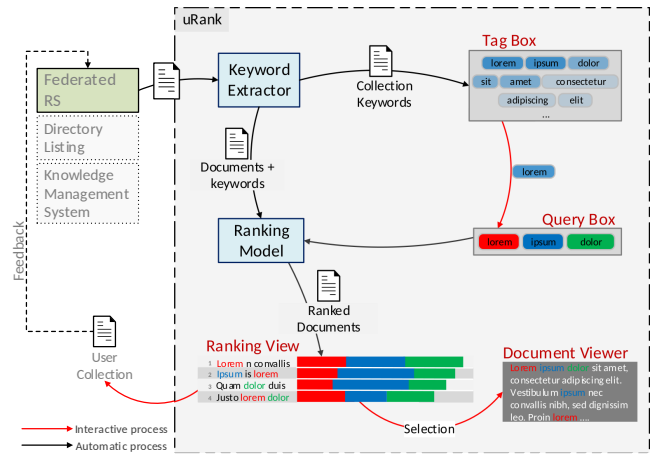 uRank
Federated
RS
Directory
Listing
Knowledge
Management
System
Feedback
Keyword
Extractor
Collection
Keywords
Tag Box
lorem ipsum dolor
sit amet consectetur
adipiscing elit
...
lorem
Documents +
keywords
Ranking
Model
Query Box
lorem ipsum dolor
Ranked
Documents
User
Collection
Ranking View
1 Lorem n convallis
2 Ipsum is lorem
3 Quam dolor duis
4 Justo lorem dolor
Selection
Document Viewer
Lorem ipsum dolor sit amet,
consectetur adipiscing elit.
Vestibulum ipsum nec
convallis nibh, sed dignissim
leo. Proin lorem ....
Interactive process
Automatic process